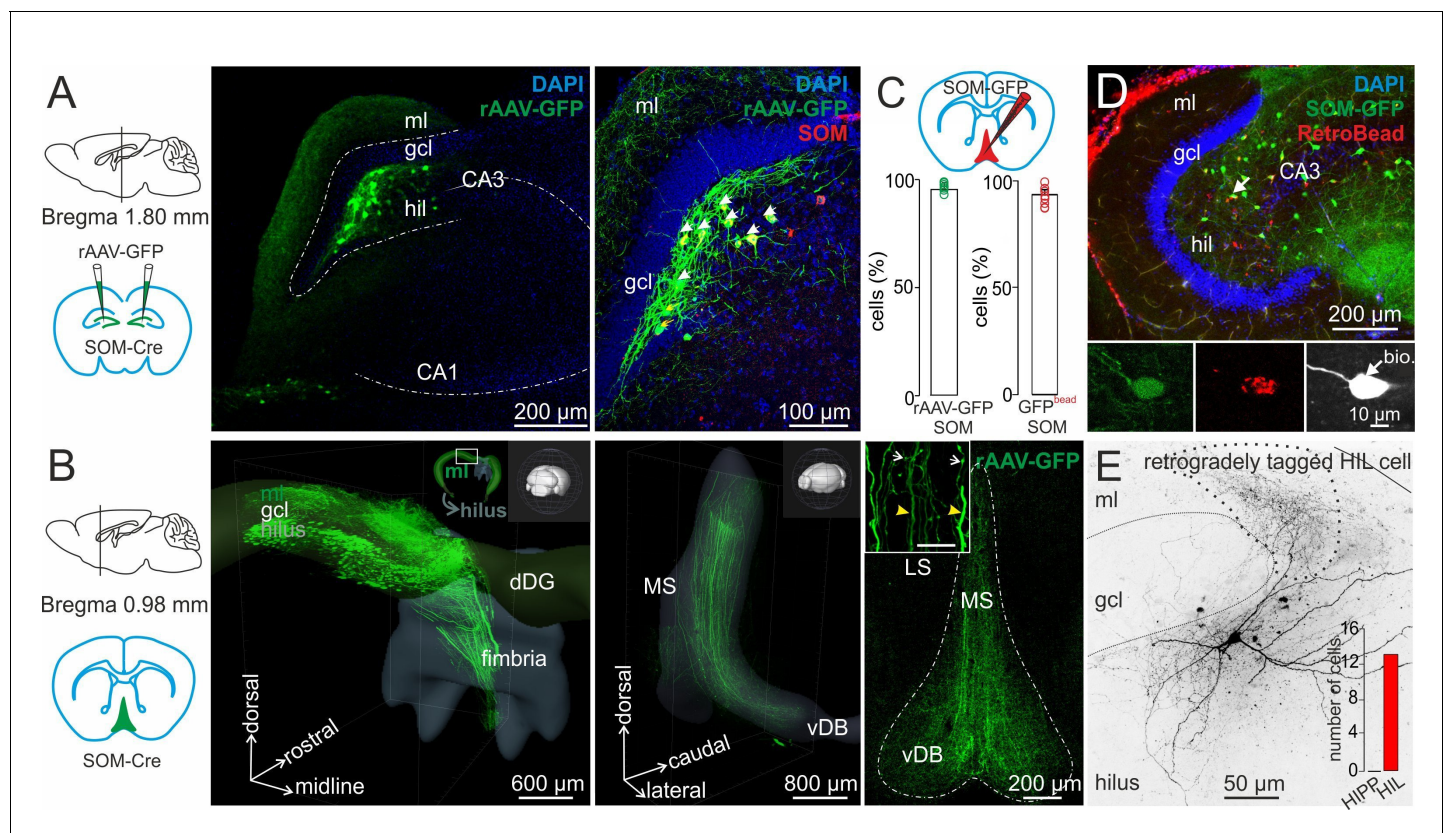 A
Bregma 1.80 mm
rAAV-GFP
SOM-Cre
DAPI
rAAV-GFP
ml
gcl
CA3
hil
CA1
200 µm
DAPI
rAAV-GFP
SOM
ml
gcl
100 µm
C
SOM-GFP
100
50
0
cells (%)
rAAV-GFP
SOM
100
50
0
cells (%)
GFPbead
SOM
D
DAPI
SOM-GFP
RetroBead
ml
gcl
CA3
hil
200 µm
bio.
10 µm
B
Bregma 0.98 mm
SOM-Cre
ml
gcl
hilus
ml
hilus
dDG
fimbria
dorsal
rostral
midline
600 µm
MS
vDB
dorsal
caudal
lateral
800 µm
rAAV-GFP
LS
MS
vDB
200 µm
E
retrogradely tagged HIL cell
ml
gcl
hilus
50 µm
number of cells
16
12
8
4
0
HIPP
HIL